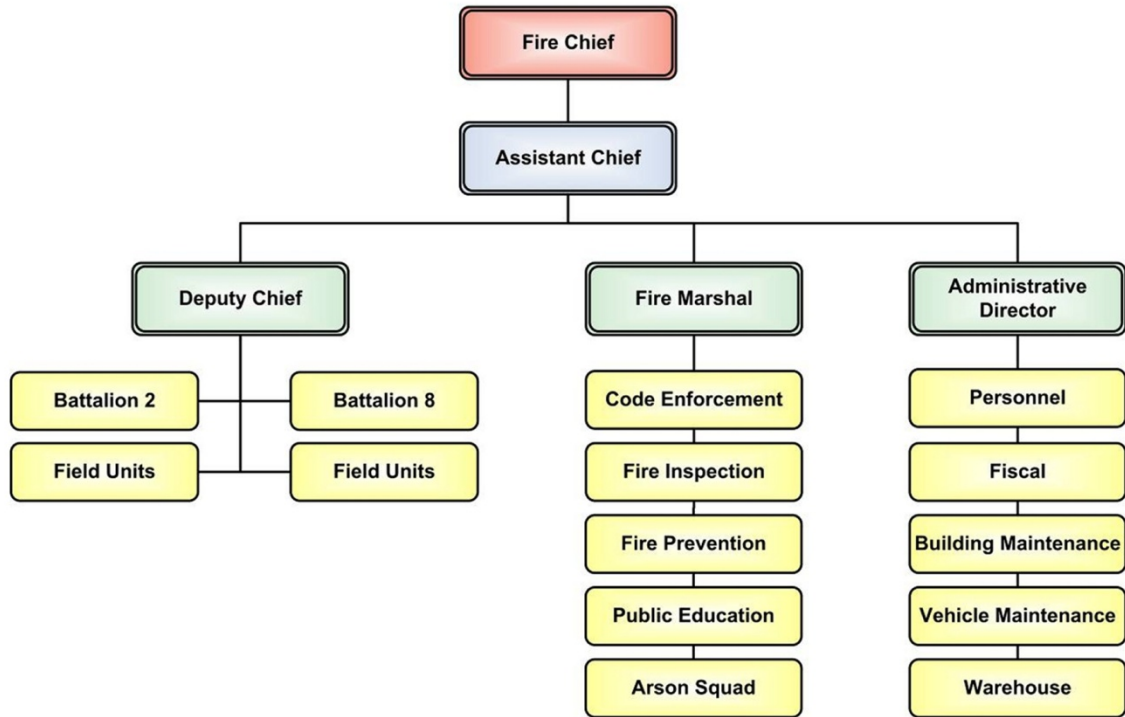 Fire Chief
Assistant Chief
Deputy Chief
Fire Marshal
Administrative
Director
Battalion 2
Battalion 8
Field Units
Field Units
Code Enforcement
Fire Inspection
Fire Prevention
Public Education
Arson Squad
Personnel
Fiscal
Building Maintenance
Vehicle Maintenance
Warehouse